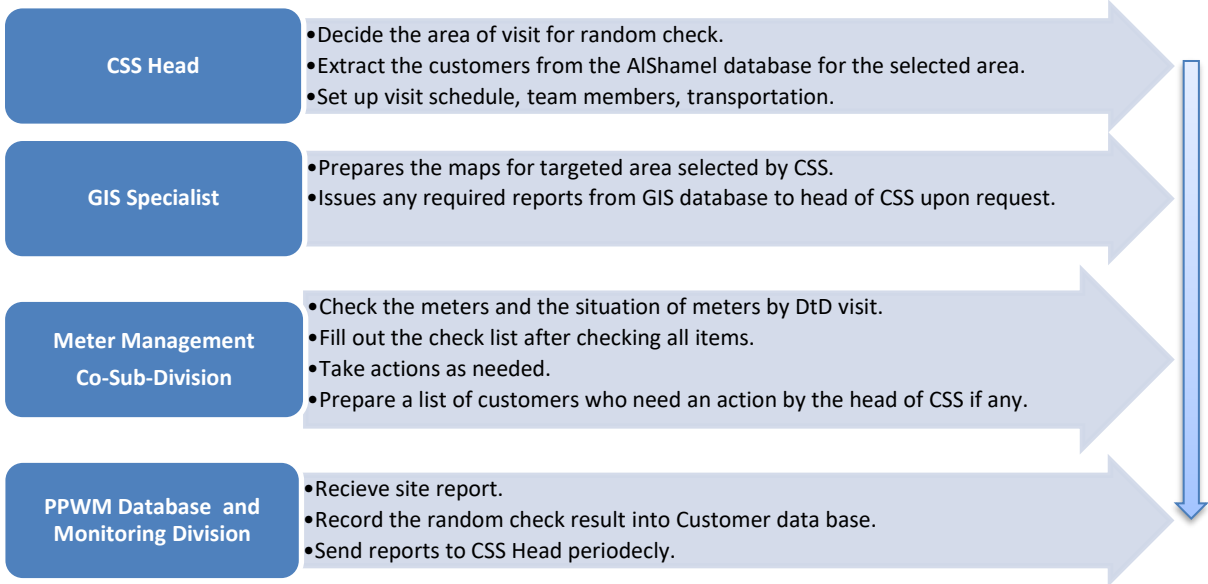 CSS Head
•Decide the area of visit for random check.
•Extract the customers from the AlShamel database for the selected area.
•Set up visit schedule, team members, transportation.
GIS Specialist
•Prepares the maps for targeted area selected by CSS.
•Issues any required reports from GIS database to head of CSS upon request.
Meter Management
Co-Sub-Division
•Check the meters and the situation of meters by DtD visit.
•Fill out the check list after checking all items.
•Take actions as needed.
•Prepare a list of customers who need an action by the head of CSS if any.
PPWM Database and
Monitoring Division
•Recieve site report.
•Record the random check result into Customer data base.
•Send reports to CSS Head periodecly.